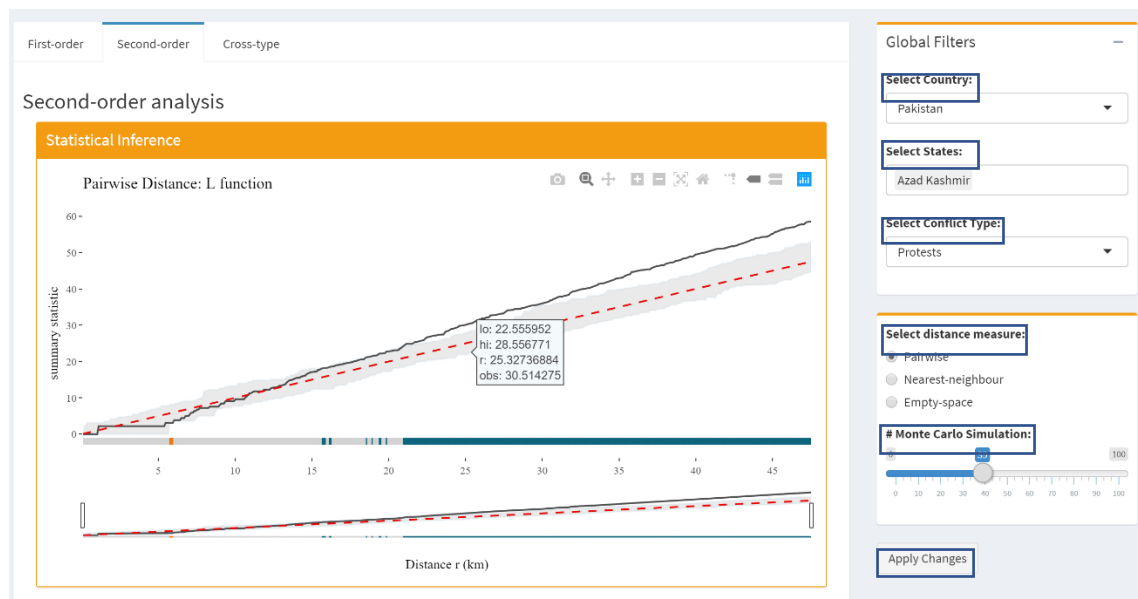 First-order
Second-order
Cross-type
Second-order analysis
Statistical Inference
Pairwise Distance: L function
60
50
40
30
20
10
0
summary statistic
lo: 22.555952
hi: 28.556771
r: 25.32736884
obs: 30.514275
5
10
15
20
25
30
35
40
45
Distance r (km)
Global Filters
Select Country:
Pakistan
Select States:
Azad Kashmir
Select Conflict Type:
Protests
Select distance measure:
Pairwise
Nearest-neighbour
Empty-space
# Monte Carlo Simulation:
100
0 10 20 30 40 50 60 70 80 90 100
Apply Changes